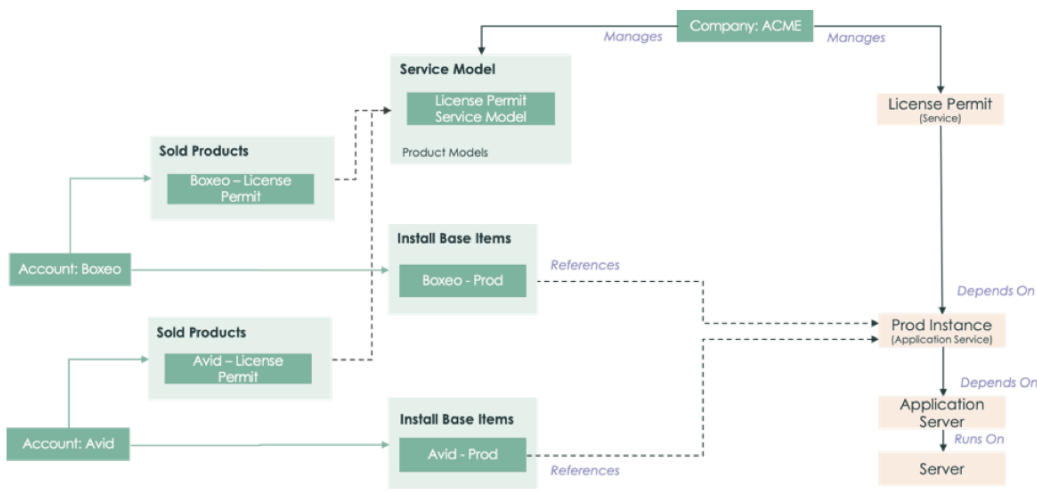 Company: ACME
Manages
Manages
Service Model
License Permit
Service Model
Product Models
License Permit
(Service)
Sold Products
Boxeo – License
Permit
Account: Boxeo
Install Base Items
Boxeo - Prod
References
Depends On
Sold Products
Avid – License
Permit
Prod Instance
(Application Service)
Depends On
Account: Avid
Install Base Items
Avid - Prod
References
Application
Server
Runs On
Server